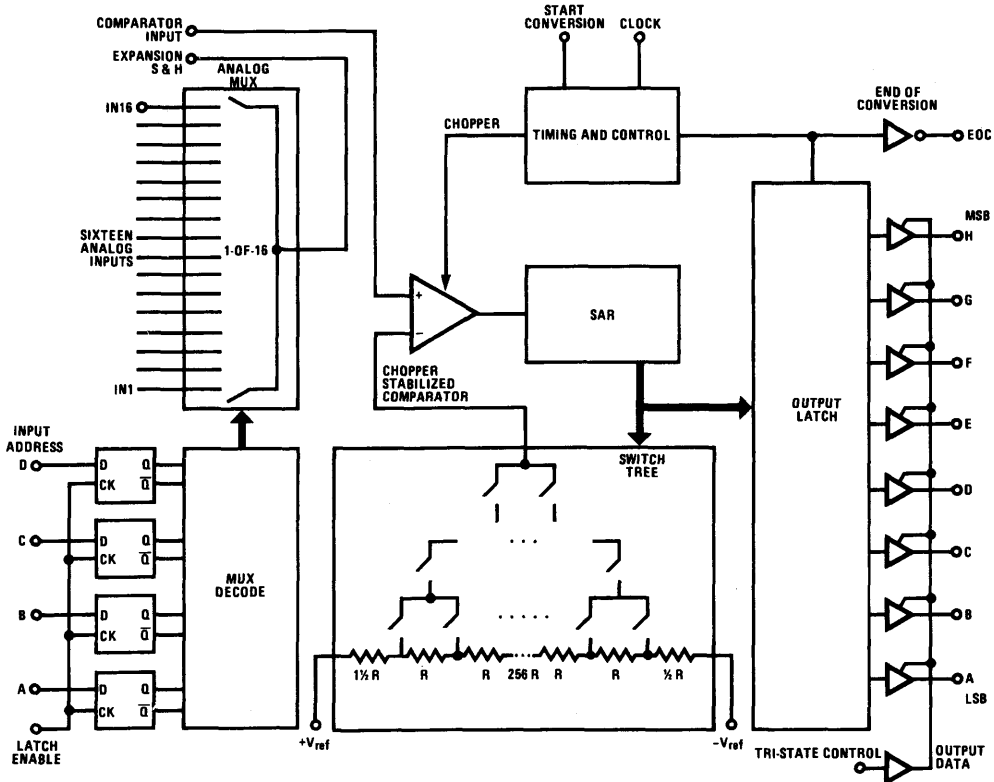 COMPARATOR
INPUT
EXPANSION
S & H
ANALOG
MUX
IN16
SIXTEEN
ANALOG
INPUTS
1-OF-16
IN1
START
CONVERSION
CLOCK
CHOPPER
TIMING AND CONTROL
END OF
CONVERSION
EOC
+
−
CHOPPER
STABILIZED
COMPARATOR
SAR
OUTPUT
LATCH
MSB
H
G
F
E
D
C
B
A
LSB
INPUT
ADDRESS
D
C
B
A
LATCH
ENABLE
D Q
CK Q̅
D Q
CK Q̅
D Q
CK Q̅
D Q
CK Q̅
MUX
DECODE
SWITCH
TREE
1½ R R R 256 R R R ½ R
+Vref
−Vref
TRI-STATE CONTROL
OUTPUT
DATA